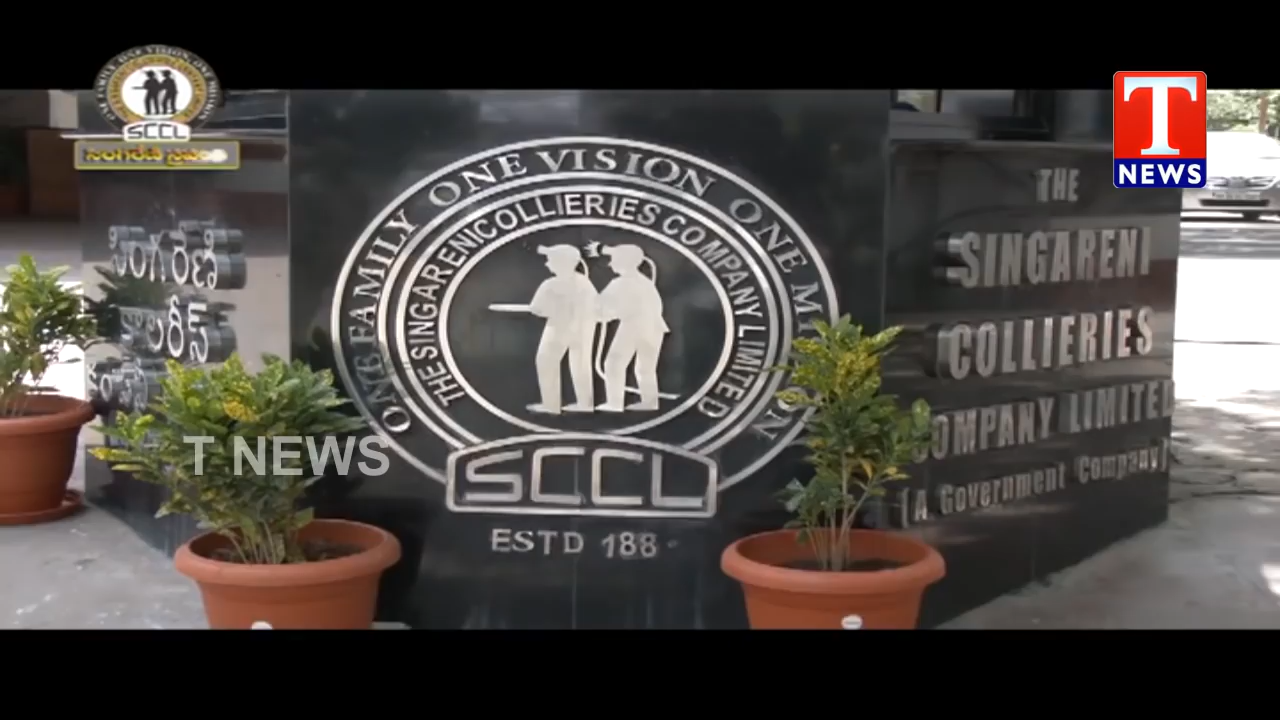 SCCL
సింగరేణి
T
NEWS
సింగరేణి
కాలరీస్
ONE FAMILY ONE VISION ONE MISSION
THE SINGARENI COLLIERIES COMPANY LIMITED
SCCL
ESTD 188
THE
SINGARENI
COLLIERIES
COMPANY LIMITED
(A Government Company)
T NEWS